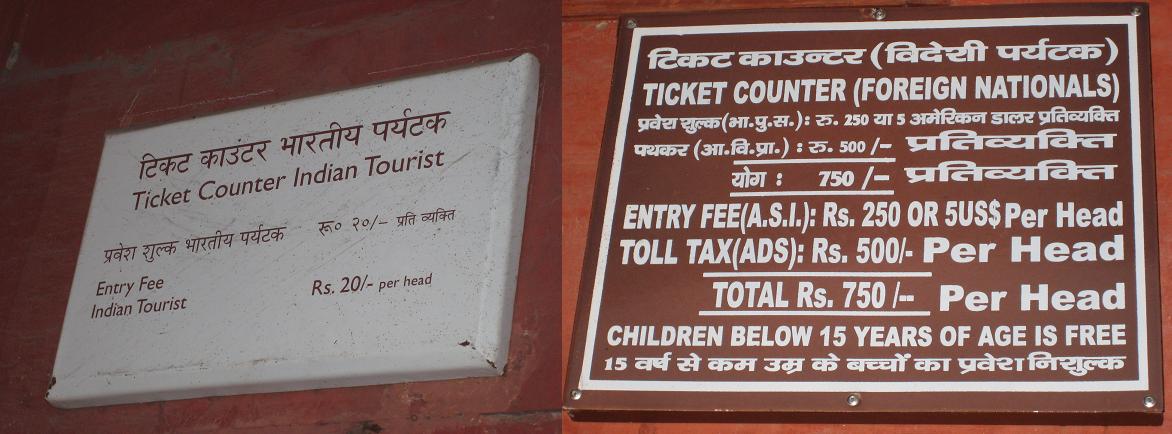 टिकट काउंटर भारतीय पर्यटक
Ticket Counter Indian Tourist
प्रवेश शुल्क भारतीय पर्यटक रू० २०/– प्रति व्यक्ति
Entry Fee
Indian Tourist Rs. 20/- per head
टिकट काउन्टर (विदेशी पर्यटक)
TICKET COUNTER (FOREIGN NATIONALS)
प्रवेश शुल्क(भा.पु.स.): रु. 250 या 5 अमेरिकन डालर प्रतिव्यक्ति
पथकर (आ.वि.प्रा.) : रु. 500 /– प्रतिव्यक्ति
योग : 750 /– प्रतिव्यक्ति
ENTRY FEE(A.S.I.): Rs. 250 OR 5US$ Per Head
TOLL TAX(ADS): Rs. 500/- Per Head
TOTAL Rs. 750 /-- Per Head
CHILDREN BELOW 15 YEARS OF AGE IS FREE
15 वर्ष से कम उम्र के बच्चों का प्रवेश निशुल्क